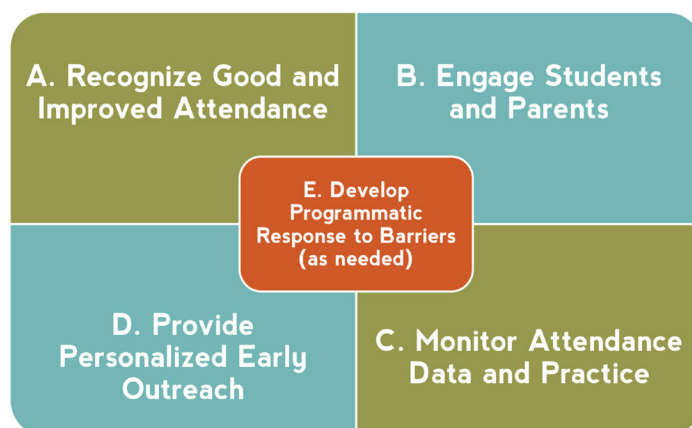 A. Recognize Good and
Improved Attendance
B. Engage Students
and Parents
E. Develop
Programmatic
Response to Barriers
(as needed)
D. Provide
Personalized Early
Outreach
C. Monitor Attendance
Data and Practice